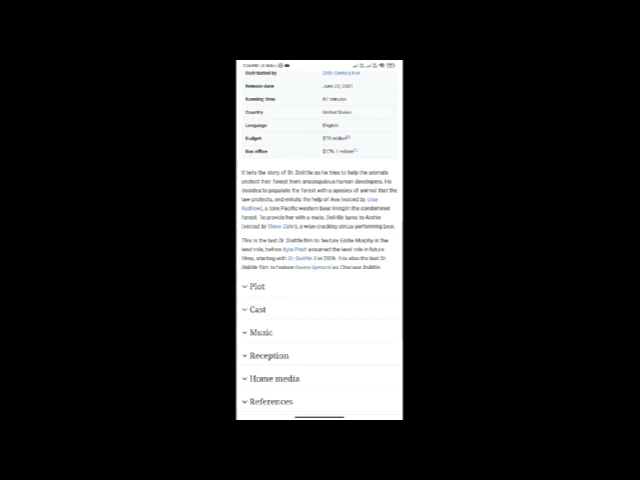 Distributed by 20th Century Fox
Release date June 22, 2001
Running time 87 minutes
Country United States
Language English
Budget $70 million
Box office $176.1 million
It tells the story of Dr. Dolittle as he tries to help the animals
protect their forest from unscrupulous human developers. He
decides to populate the forest with a species of animal that the
law protects, and enlists the help of Ava (voiced by Lisa
Kudrow), a lone Pacific western bear living in the condemned
forest. To provide her with a mate, Dolittle turns to Archie
(voiced by Steve Zahn), a wise-cracking circus-performing bear.
This is the last Dr. Dolittle film to feature Eddie Murphy in the
lead role, before Kyla Pratt assumed the lead role in future
films, starting with Dr. Dolittle 3 in 2006. It is also the last Dr.
Dolittle film to feature Raven-Symoné as Charisse Dolittle.
Plot
Cast
Music
Reception
Home media
References